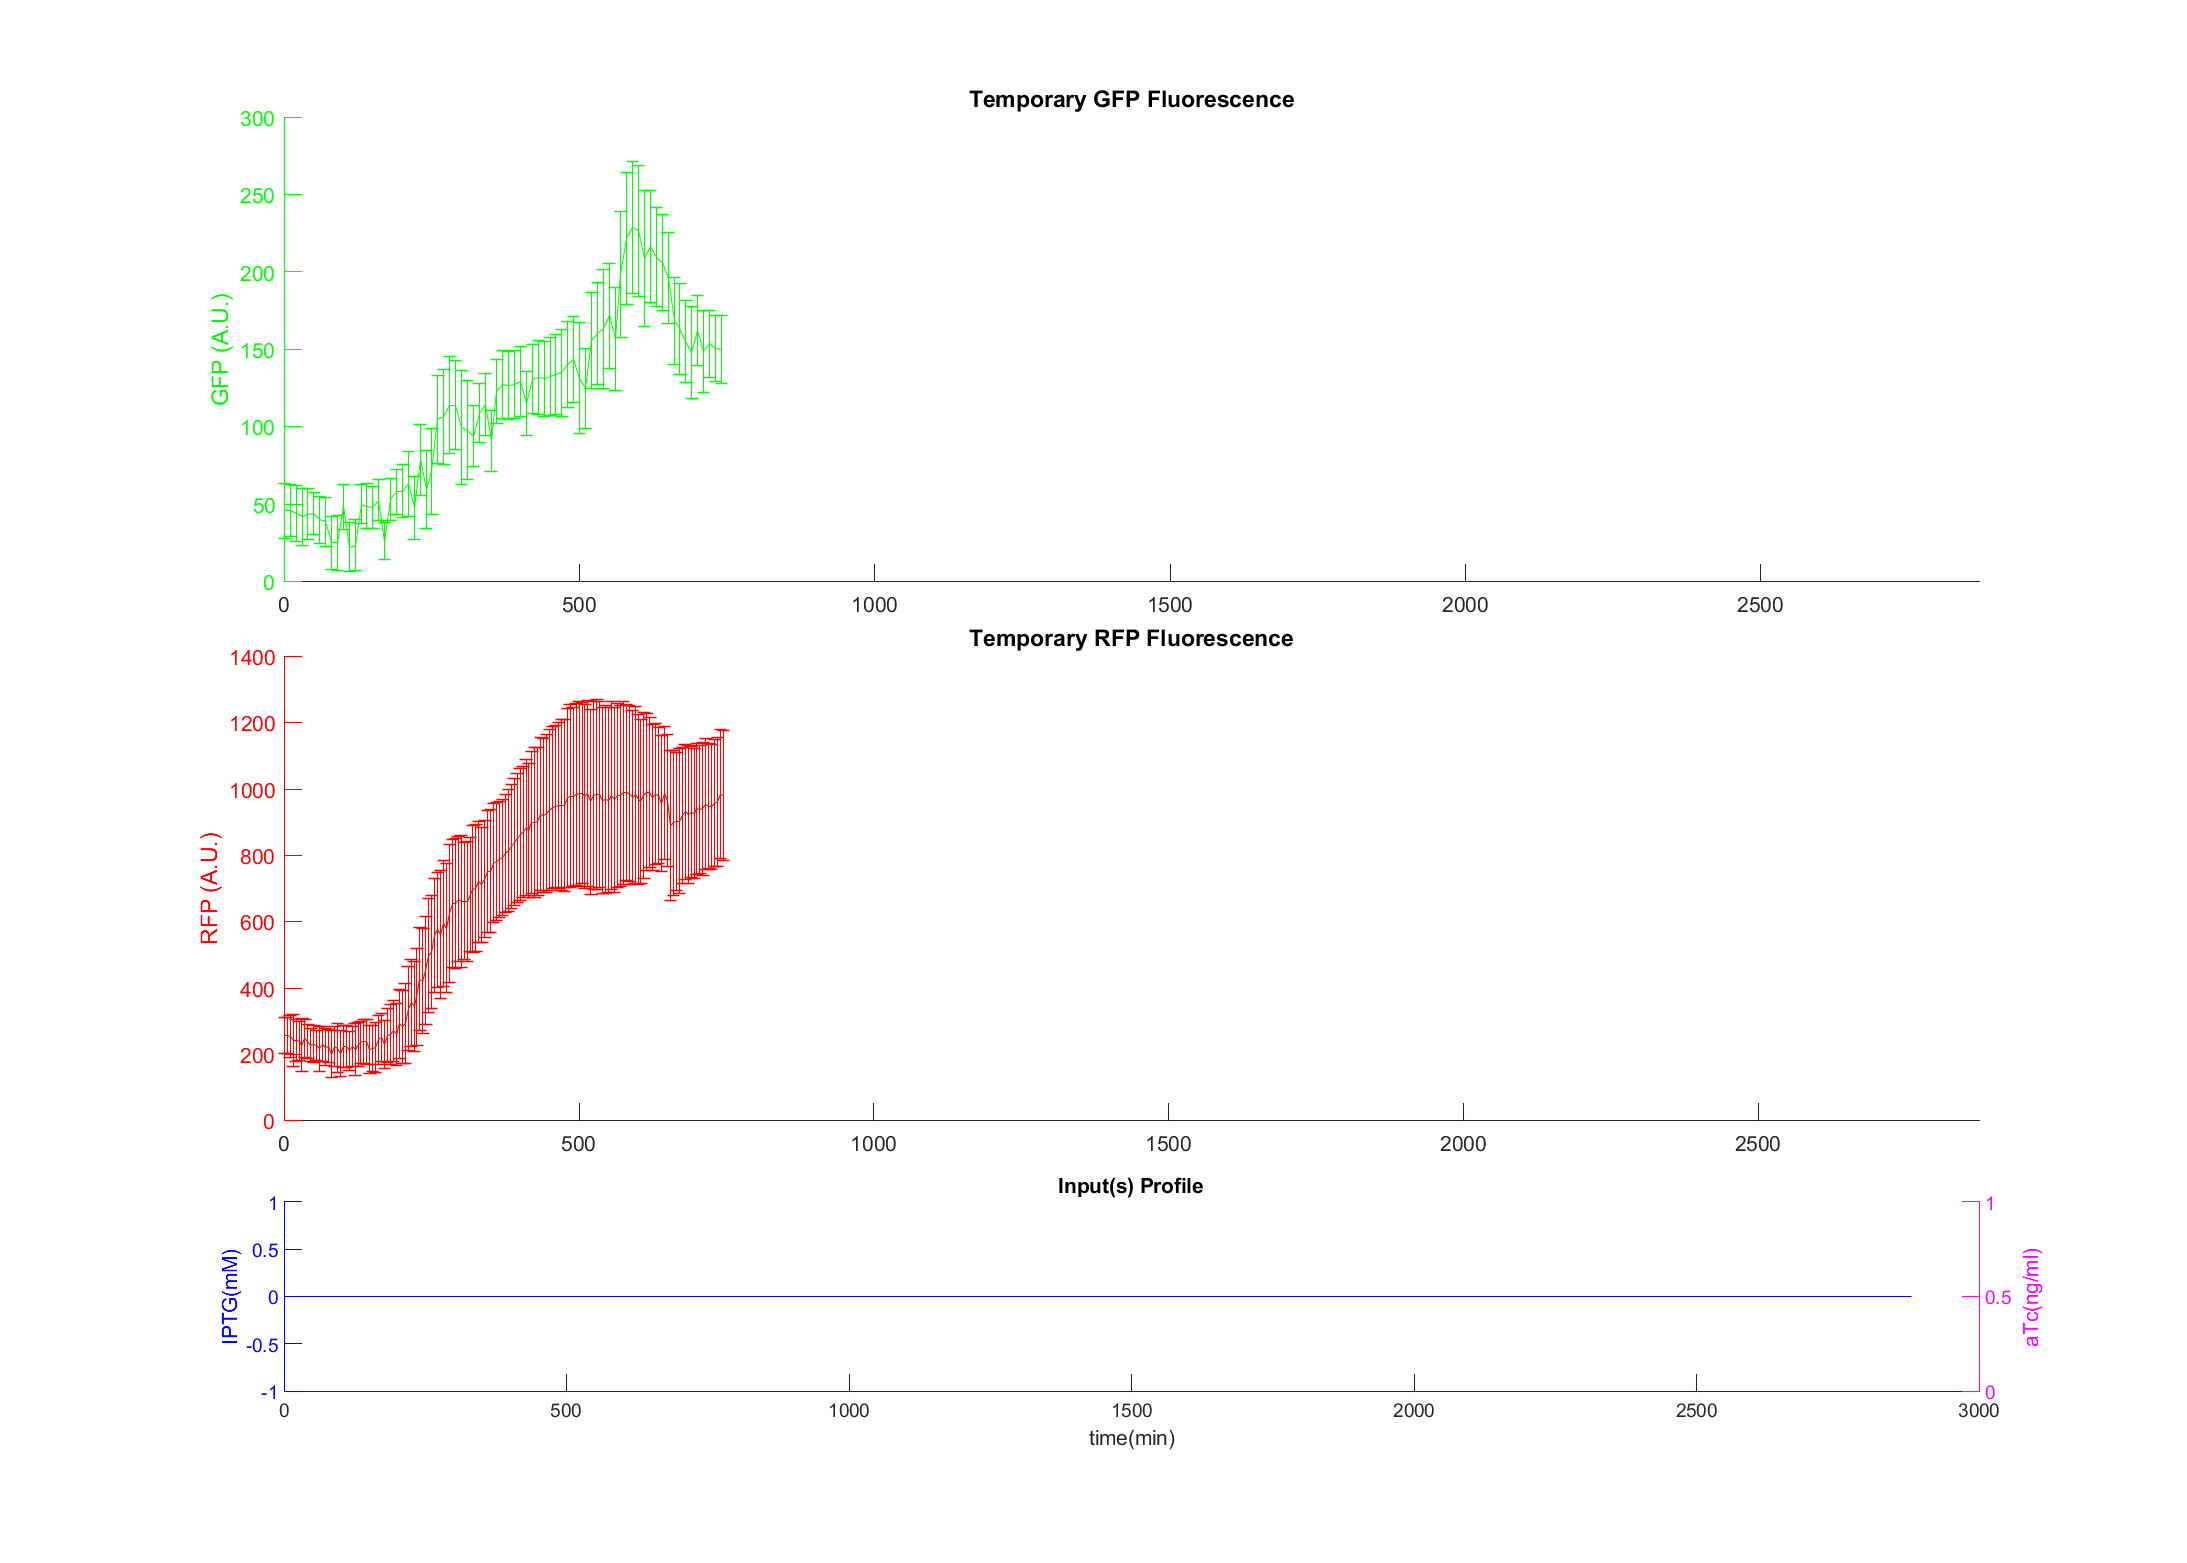 Temporary GFP Fluorescence
300
250
200
150
100
50
0
GFP (A.U.)
0 500 1000 1500 2000 2500
Temporary RFP Fluorescence
1400
1200
1000
800
600
400
200
0
RFP (A.U.)
0 500 1000 1500 2000 2500
Input(s) Profile
1
0.5
0
-0.5
-1
IPTG(mM)
1
0.5
0
aTc(ng/ml)
0 500 1000 1500 2000 2500 3000
time(min)